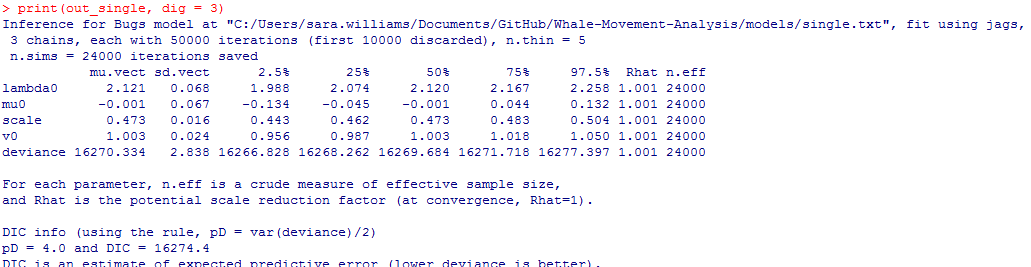 > print(out_single, dig = 3)
Inference for Bugs model at "C:/Users/sara.williams/Documents/GitHub/Whale-Movement-Analysis/models/single.txt", fit using jags,
 3 chains, each with 50000 iterations (first 10000 discarded), n.thin = 5
 n.sims = 24000 iterations saved
           mu.vect sd.vect      2.5%       25%       50%       75%     97.5%  Rhat n.eff
lambda0      2.121   0.068     1.988     2.074     2.120     2.167     2.258 1.001 24000
mu0         -0.001   0.067    -0.134    -0.045    -0.001     0.044     0.132 1.001 24000
scale        0.473   0.016     0.443     0.462     0.473     0.483     0.504 1.001 24000
v0           1.003   0.024     0.956     0.987     1.003     1.018     1.050 1.001 24000
deviance 16270.334   2.838 16266.828 16268.262 16269.684 16271.718 16277.397 1.001 24000
For each parameter, n.eff is a crude measure of effective sample size,
and Rhat is the potential scale reduction factor (at convergence, Rhat=1).
DIC info (using the rule, pD = var(deviance)/2)
pD = 4.0 and DIC = 16274.4
DIC is an estimate of expected predictive error (lower deviance is better).